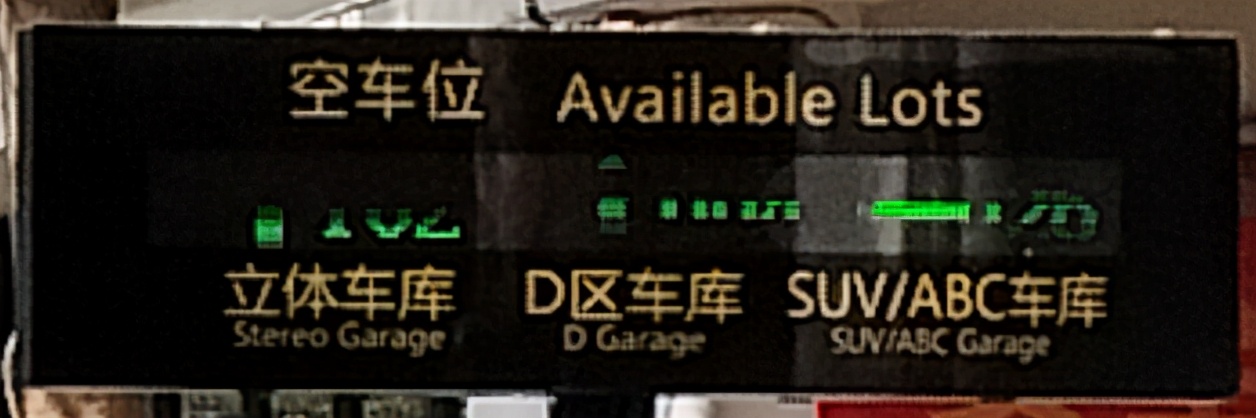 空车位 Available Lots
立体车库 D区车库 SUV/ABC车库
Stereo Garage D Garage SUV/ABC Garage